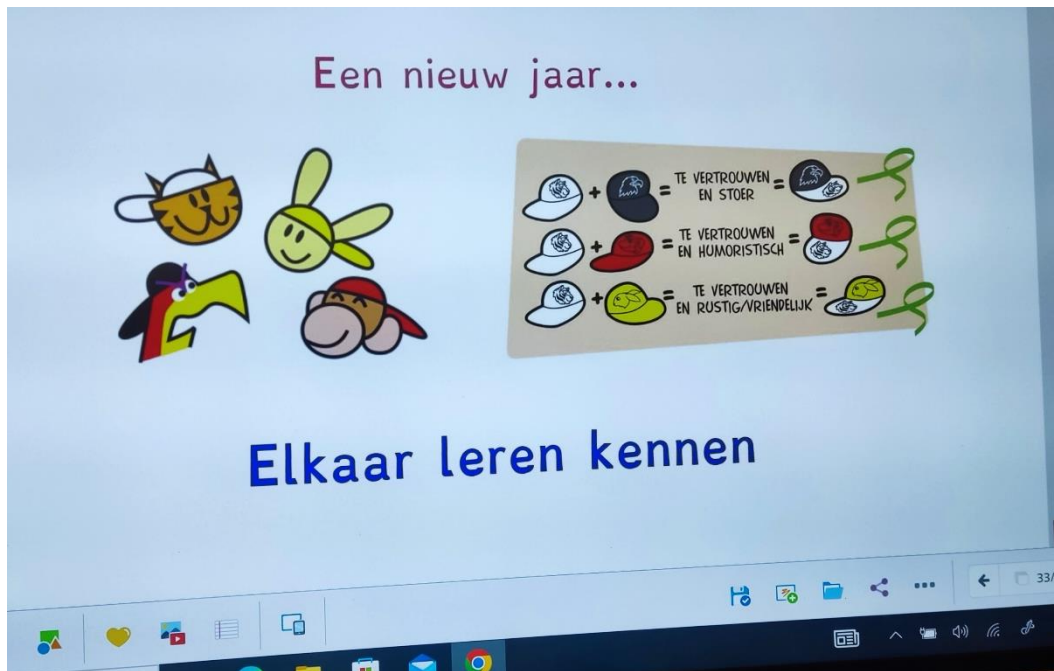 Een nieuw jaar...
TE VERTROUWEN
EN STOER
TE VERTROUWEN
EN HUMORISTISCH
TE VERTROUWEN
EN RUSTIG/VRIENDELIJK
Elkaar leren kennen
33/